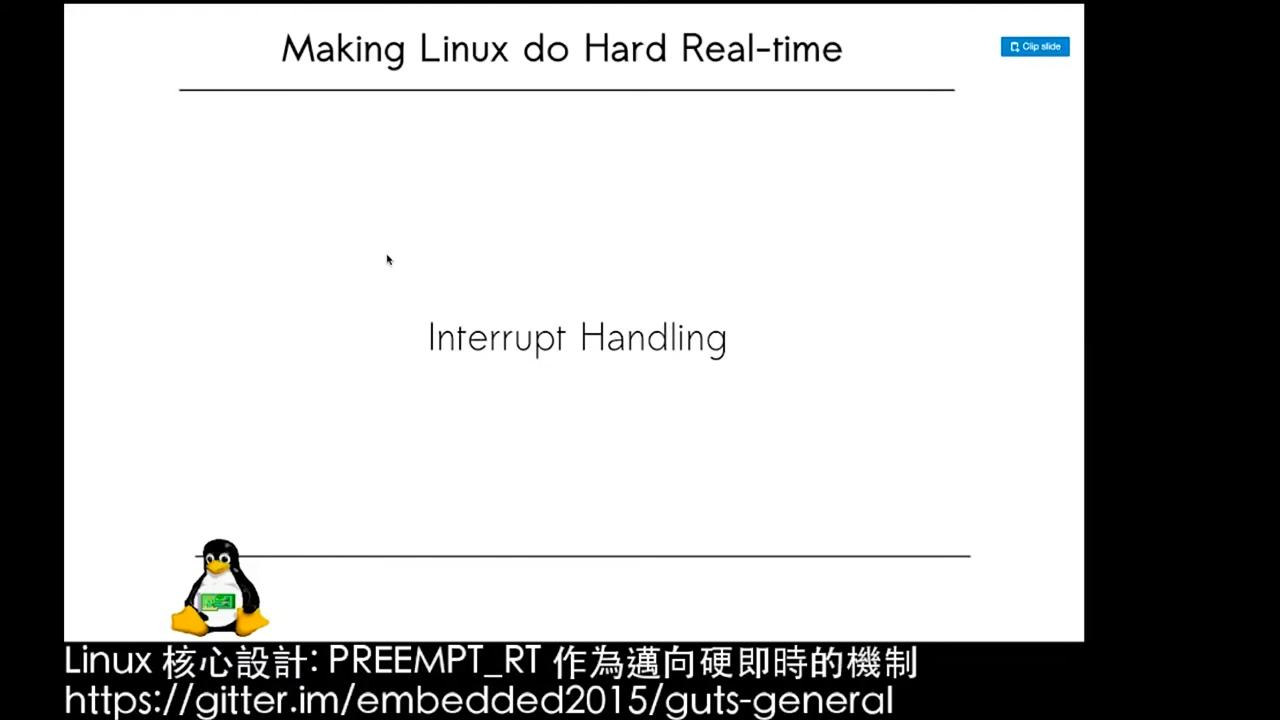 Making Linux do Hard Real-time
Clip slide
Interrupt Handling
Linux 核心設計: PREEMPT_RT 作為邁向硬即時的機制
https://gitter.im/embedded2015/guts-general